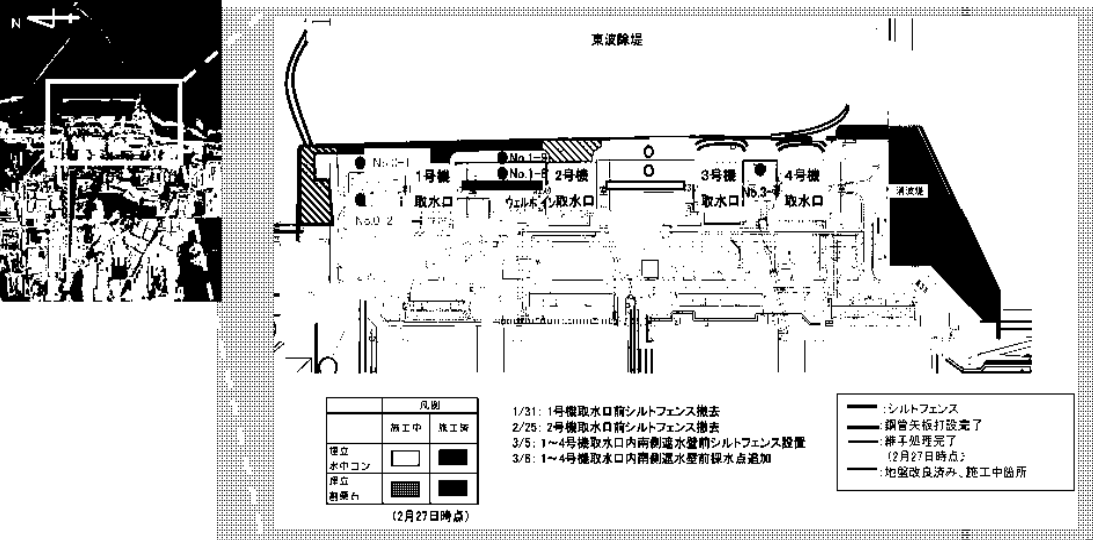 N
東波除堤
No.0-1
1号機
取水口
No.1-9
No.1-8
2号機
取水口
ウェルポイント
3号機
取水口
4号機
取水口
No.0-2
凡例
施工中
施工済
埋立
水中コン
埋立
割栗石
(2月27日時点)
1/31: 1号機取水口前シルトフェンス撤去
2/25: 2号機取水口前シルトフェンス撤去
3/5: 1～4号機取水口内南側遮水壁前シルトフェンス設置
3/6: 1～4号機取水口内南側遮水壁前採水点追加
:シルトフェンス
:鋼管矢板打設完了
:継手処理完了
(2月27日時点)
:地盤改良済み、施工中箇所